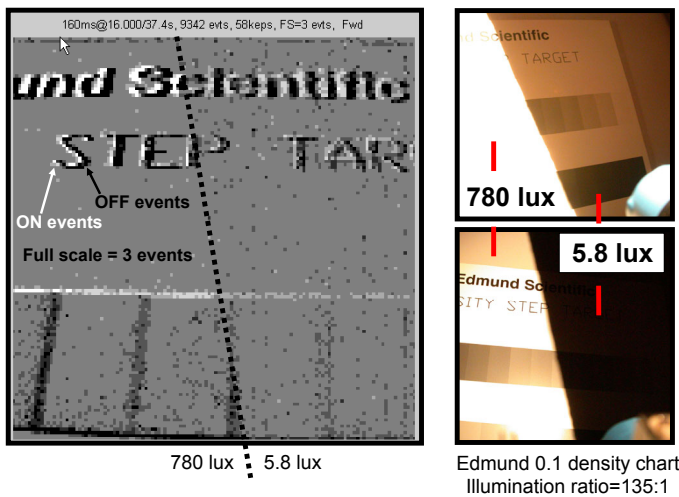 160ms@16.000/37.4s, 9342 evts, 58keps, FS=3 evts, Fwd
und Scientific
STEP TAR
OFF events
ON events
Full scale = 3 events
780 lux 5.8 lux
nd Scientific
TARGET
780 lux
5.8 lux
Edmund Scientific
SITY STEP TAR
Edmund 0.1 density chart
Illumination ratio=135:1